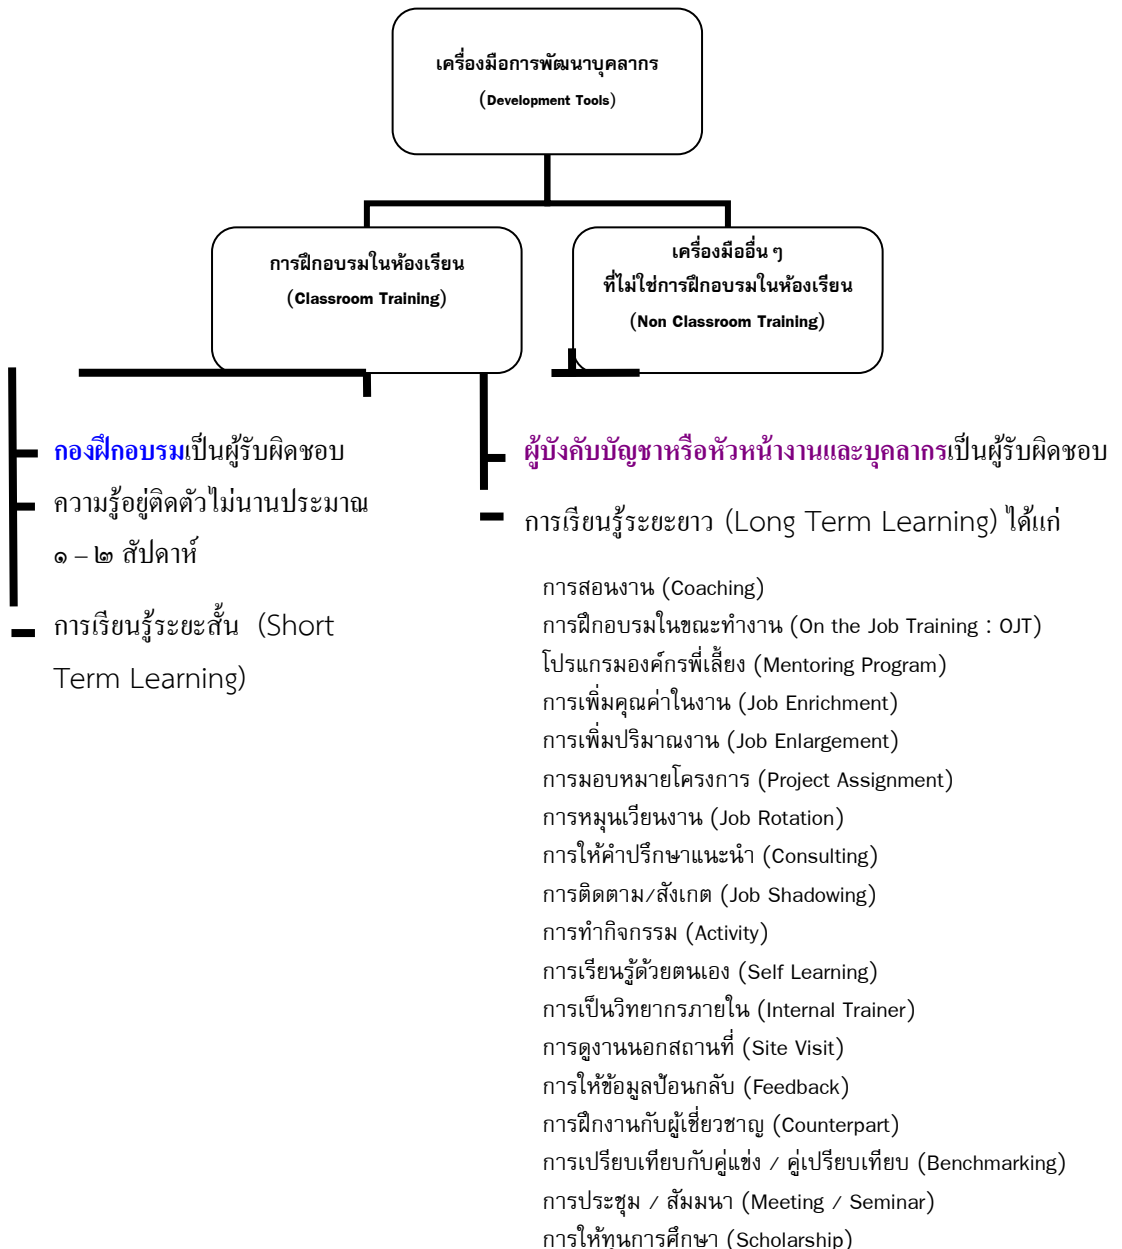 เครื่องมือการพัฒนาบุคลากร
(Development Tools)
การฝึกอบรมในห้องเรียน
(Classroom Training)
เครื่องมืออื่น ๆ
ที่ไม่ใช่การฝึกอบรมในห้องเรียน
(Non Classroom Training)
กองฝึกอบรมเป็นผู้รับผิดชอบ
ความรู้อยู่ติดตัวไม่นานประมาณ
๑ – ๒ สัปดาห์
การเรียนรู้ระยะสั้น (Short
Term Learning)
ผู้บังคับบัญชาหรือหัวหน้างานและบุคลากรเป็นผู้รับผิดชอบ
การเรียนรู้ระยะยาว (Long Term Learning) ได้แก่
การสอนงาน (Coaching)
การฝึกอบรมในขณะทำงาน (On the Job Training : OJT)
โปรแกรมองค์กรพี่เลี้ยง (Mentoring Program)
การเพิ่มคุณค่าในงาน (Job Enrichment)
การเพิ่มปริมาณงาน (Job Enlargement)
การมอบหมายโครงการ (Project Assignment)
การหมุนเวียนงาน (Job Rotation)
การให้คำปรึกษาแนะนำ (Consulting)
การติดตาม/สังเกต (Job Shadowing)
การทำกิจกรรม (Activity)
การเรียนรู้ด้วยตนเอง (Self Learning)
การเป็นวิทยากรภายใน (Internal Trainer)
การดูงานนอกสถานที่ (Site Visit)
การให้ข้อมูลป้อนกลับ (Feedback)
การฝึกงานกับผู้เชี่ยวชาญ (Counterpart)
การเปรียบเทียบกับคู่แข่ง / คู่เปรียบเทียบ (Benchmarking)
การประชุม / สัมมนา (Meeting / Seminar)
การให้ทุนการศึกษา (Scholarship)